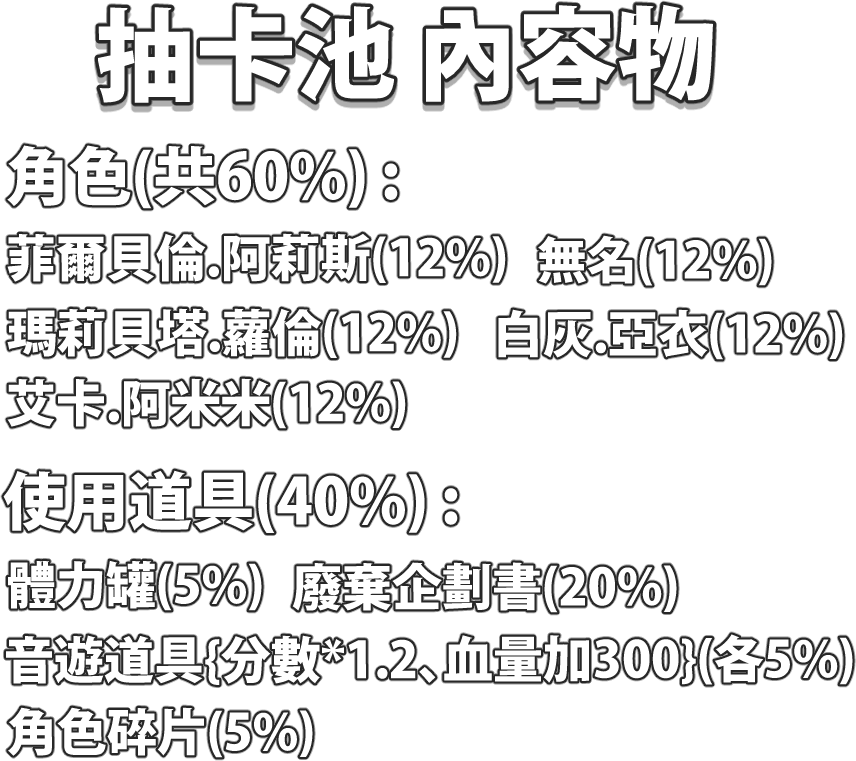 抽卡池 內容物
角色(共60%) :
菲爾貝倫.阿莉斯(12%) 無名(12%)
瑪莉貝塔.蘿倫(12%) 白灰.亞衣(12%)
艾卡.阿米米(12%)
使用道具(40%) :
體力罐(5%) 廢棄企劃書(20%)
音遊道具{分數*1.2、血量加300}(各5%)
角色碎片(5%)